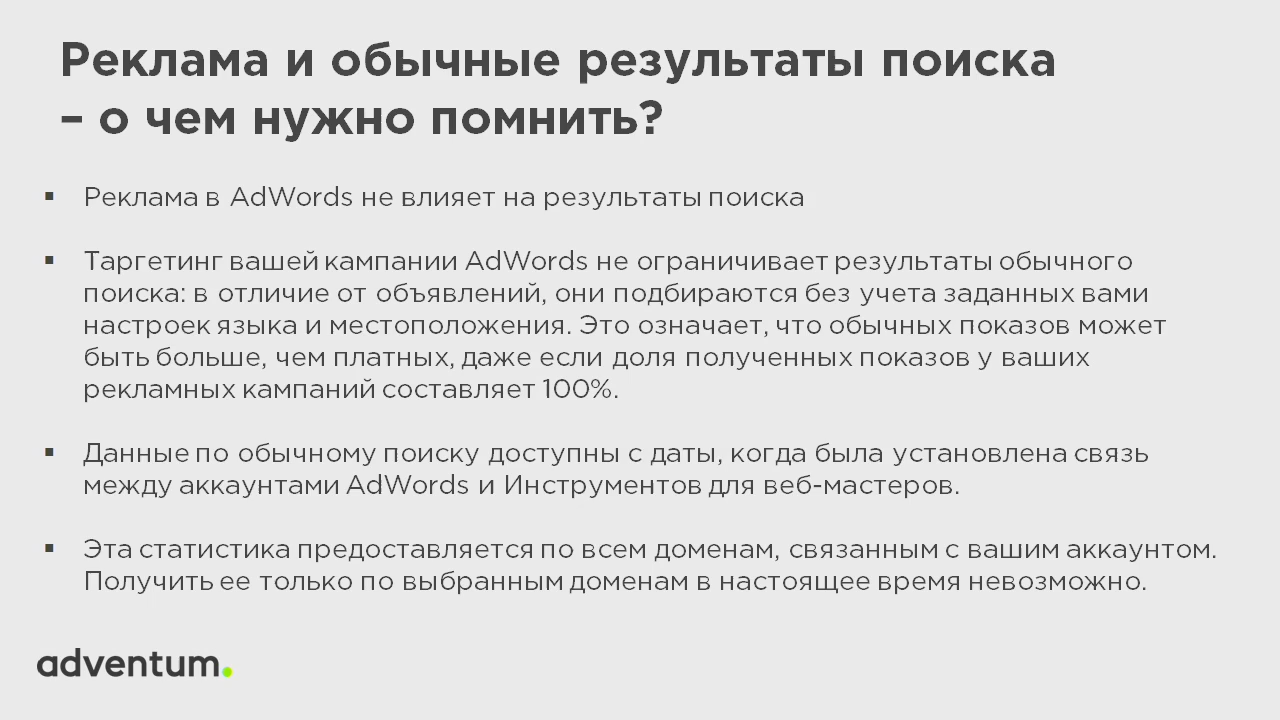 Реклама и обычные результаты поиска
– о чем нужно помнить?
▪ Реклама в AdWords не влияет на результаты поиска
▪ Таргетинг вашей кампании AdWords не ограничивает результаты обычного
поиска: в отличие от объявлений, они подбираются без учета заданных вами
настроек языка и местоположения. Это означает, что обычных показов может
быть больше, чем платных, даже если доля полученных показов у ваших
рекламных кампаний составляет 100%.
▪ Данные по обычному поиску доступны с даты, когда была установлена связь
между аккаунтами AdWords и Инструментов для веб-мастеров.
▪ Эта статистика предоставляется по всем доменам, связанным с вашим аккаунтом.
Получить ее только по выбранным доменам в настоящее время невозможно.
adventum.